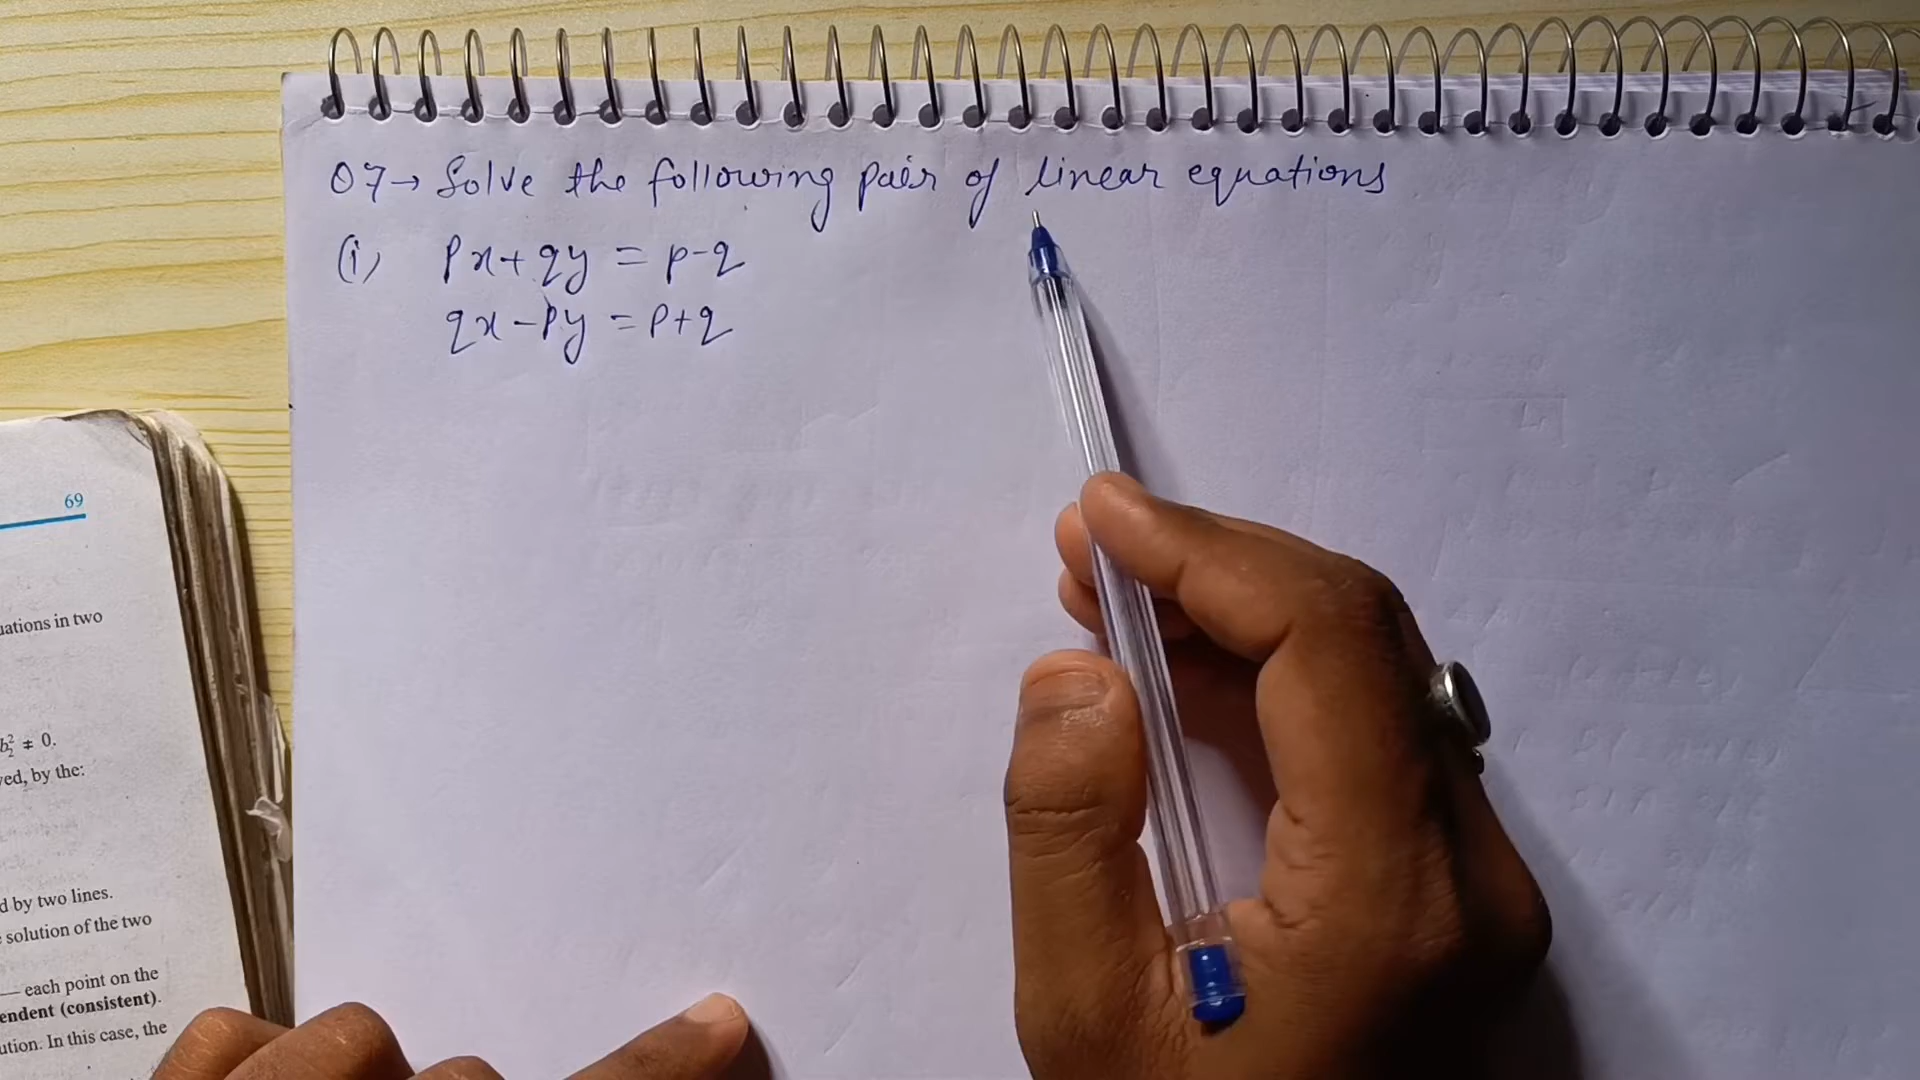 69
uations in two
b₂² ≠ 0.
ved, by the:
d by two lines.
solution of the two
each point on the
endent (consistent).
ution. In this case, the
Q7→ Solve the following pair of linear equations
(i) px+qy = p-q
qx-py = p+q